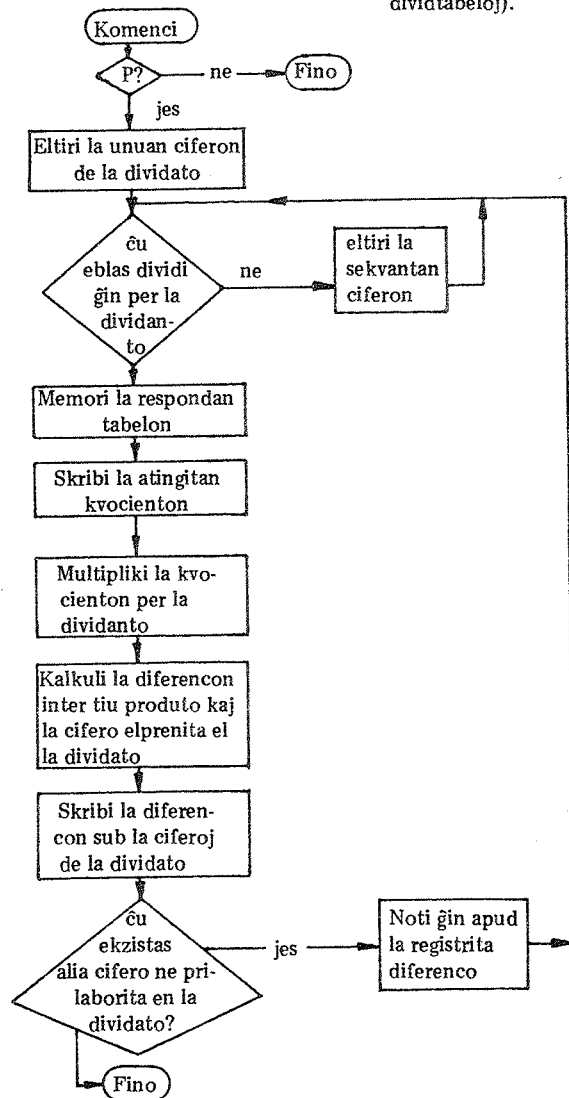 dividtabeloj).
Komenci
P?
ne
Fino
jes
Eltiri la unuan ciferon
de la dividato
ĉu
eblas dividi
ĝin per la
dividan-
to
ne
eltiri la
sekvantan
ciferon
Memori la respondan
tabelon
Skribi la atingitan
kvocienton
Multipliki la kvo-
cienton per la
dividanto
Kalkuli la diferencon
inter tiu produto kaj
la cifero elprenita el
la dividato
Skribi la diferen-
con sub la ciferoj
de la dividato
ĉu
ekzistas
alia cifero ne pri-
laborita en la
dividato?
jes
Noti ĝin apud
la registrita
diferenco
Fino